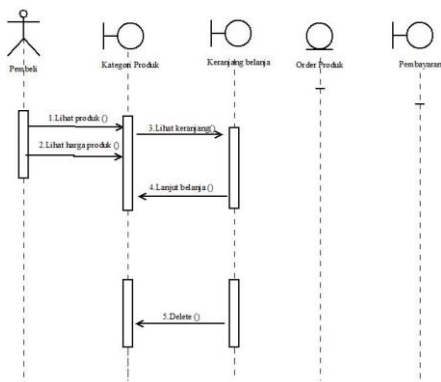 Pembeli
Kategori Produk
Keranjang belanja
Order Produk
Pembayaran
1.Lihat produk ()
2.Lihat harga produk ()
3.Lihat keranjang()
4.Lanjut belanja ()
5.Delete ()